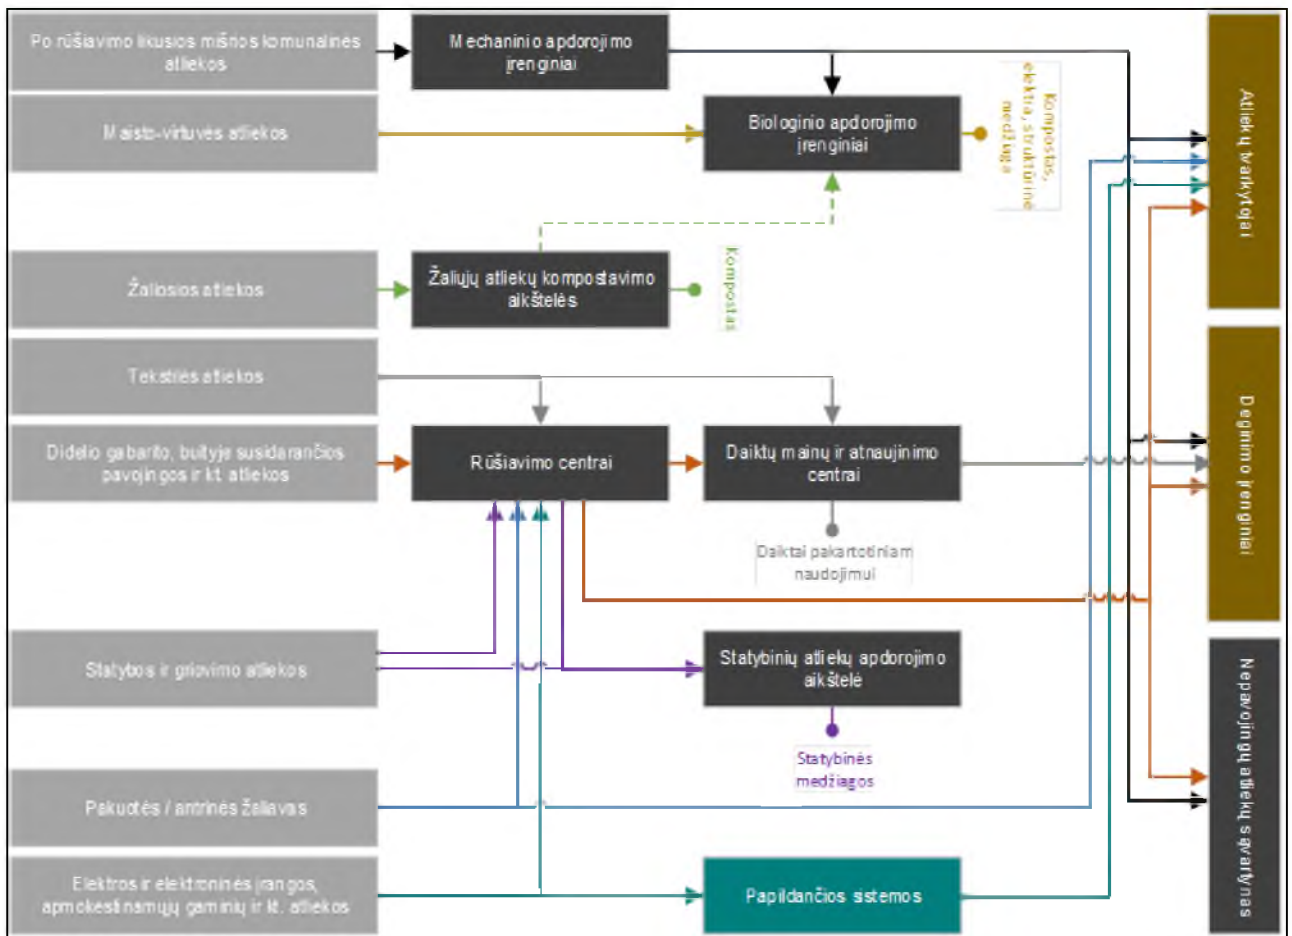 Po rūšiavimo likusios mišrios komunalinės
atliekos
Mechaninio apdorojimo
įrenginiai
Maisto-virtuvės atliekos
Biologinio apdorojimo
įrenginiai
Kompostas,
elektra, struktūrinė
medžiaga
Atliekų tvarkytojai
Žaliosios atliekos
Žaliųjų atliekų kompostavimo
aikštelės
Kompostas
Tekstilės atliekos
Didelio gabarito, buityje susidarančios
pavojingos ir kt. atliekos
Rūšiavimo centrai
Daiktų mainų ir atnaujinimo
centrai
Deginimo įrenginiai
Daiktai pakartotiniam
naudojimui
Statybos ir griovimo atliekos
Statybinių atliekų apdorojimo
aikštelė
Statybinės
medžiagos
Nepavojingų atliekų sąvartynas
Pakuotės / antrinės žaliavas
Elektros ir elektroninės įrangos,
apmokestinamųjų gaminių ir kt. atliekos
Papildančios sistemos